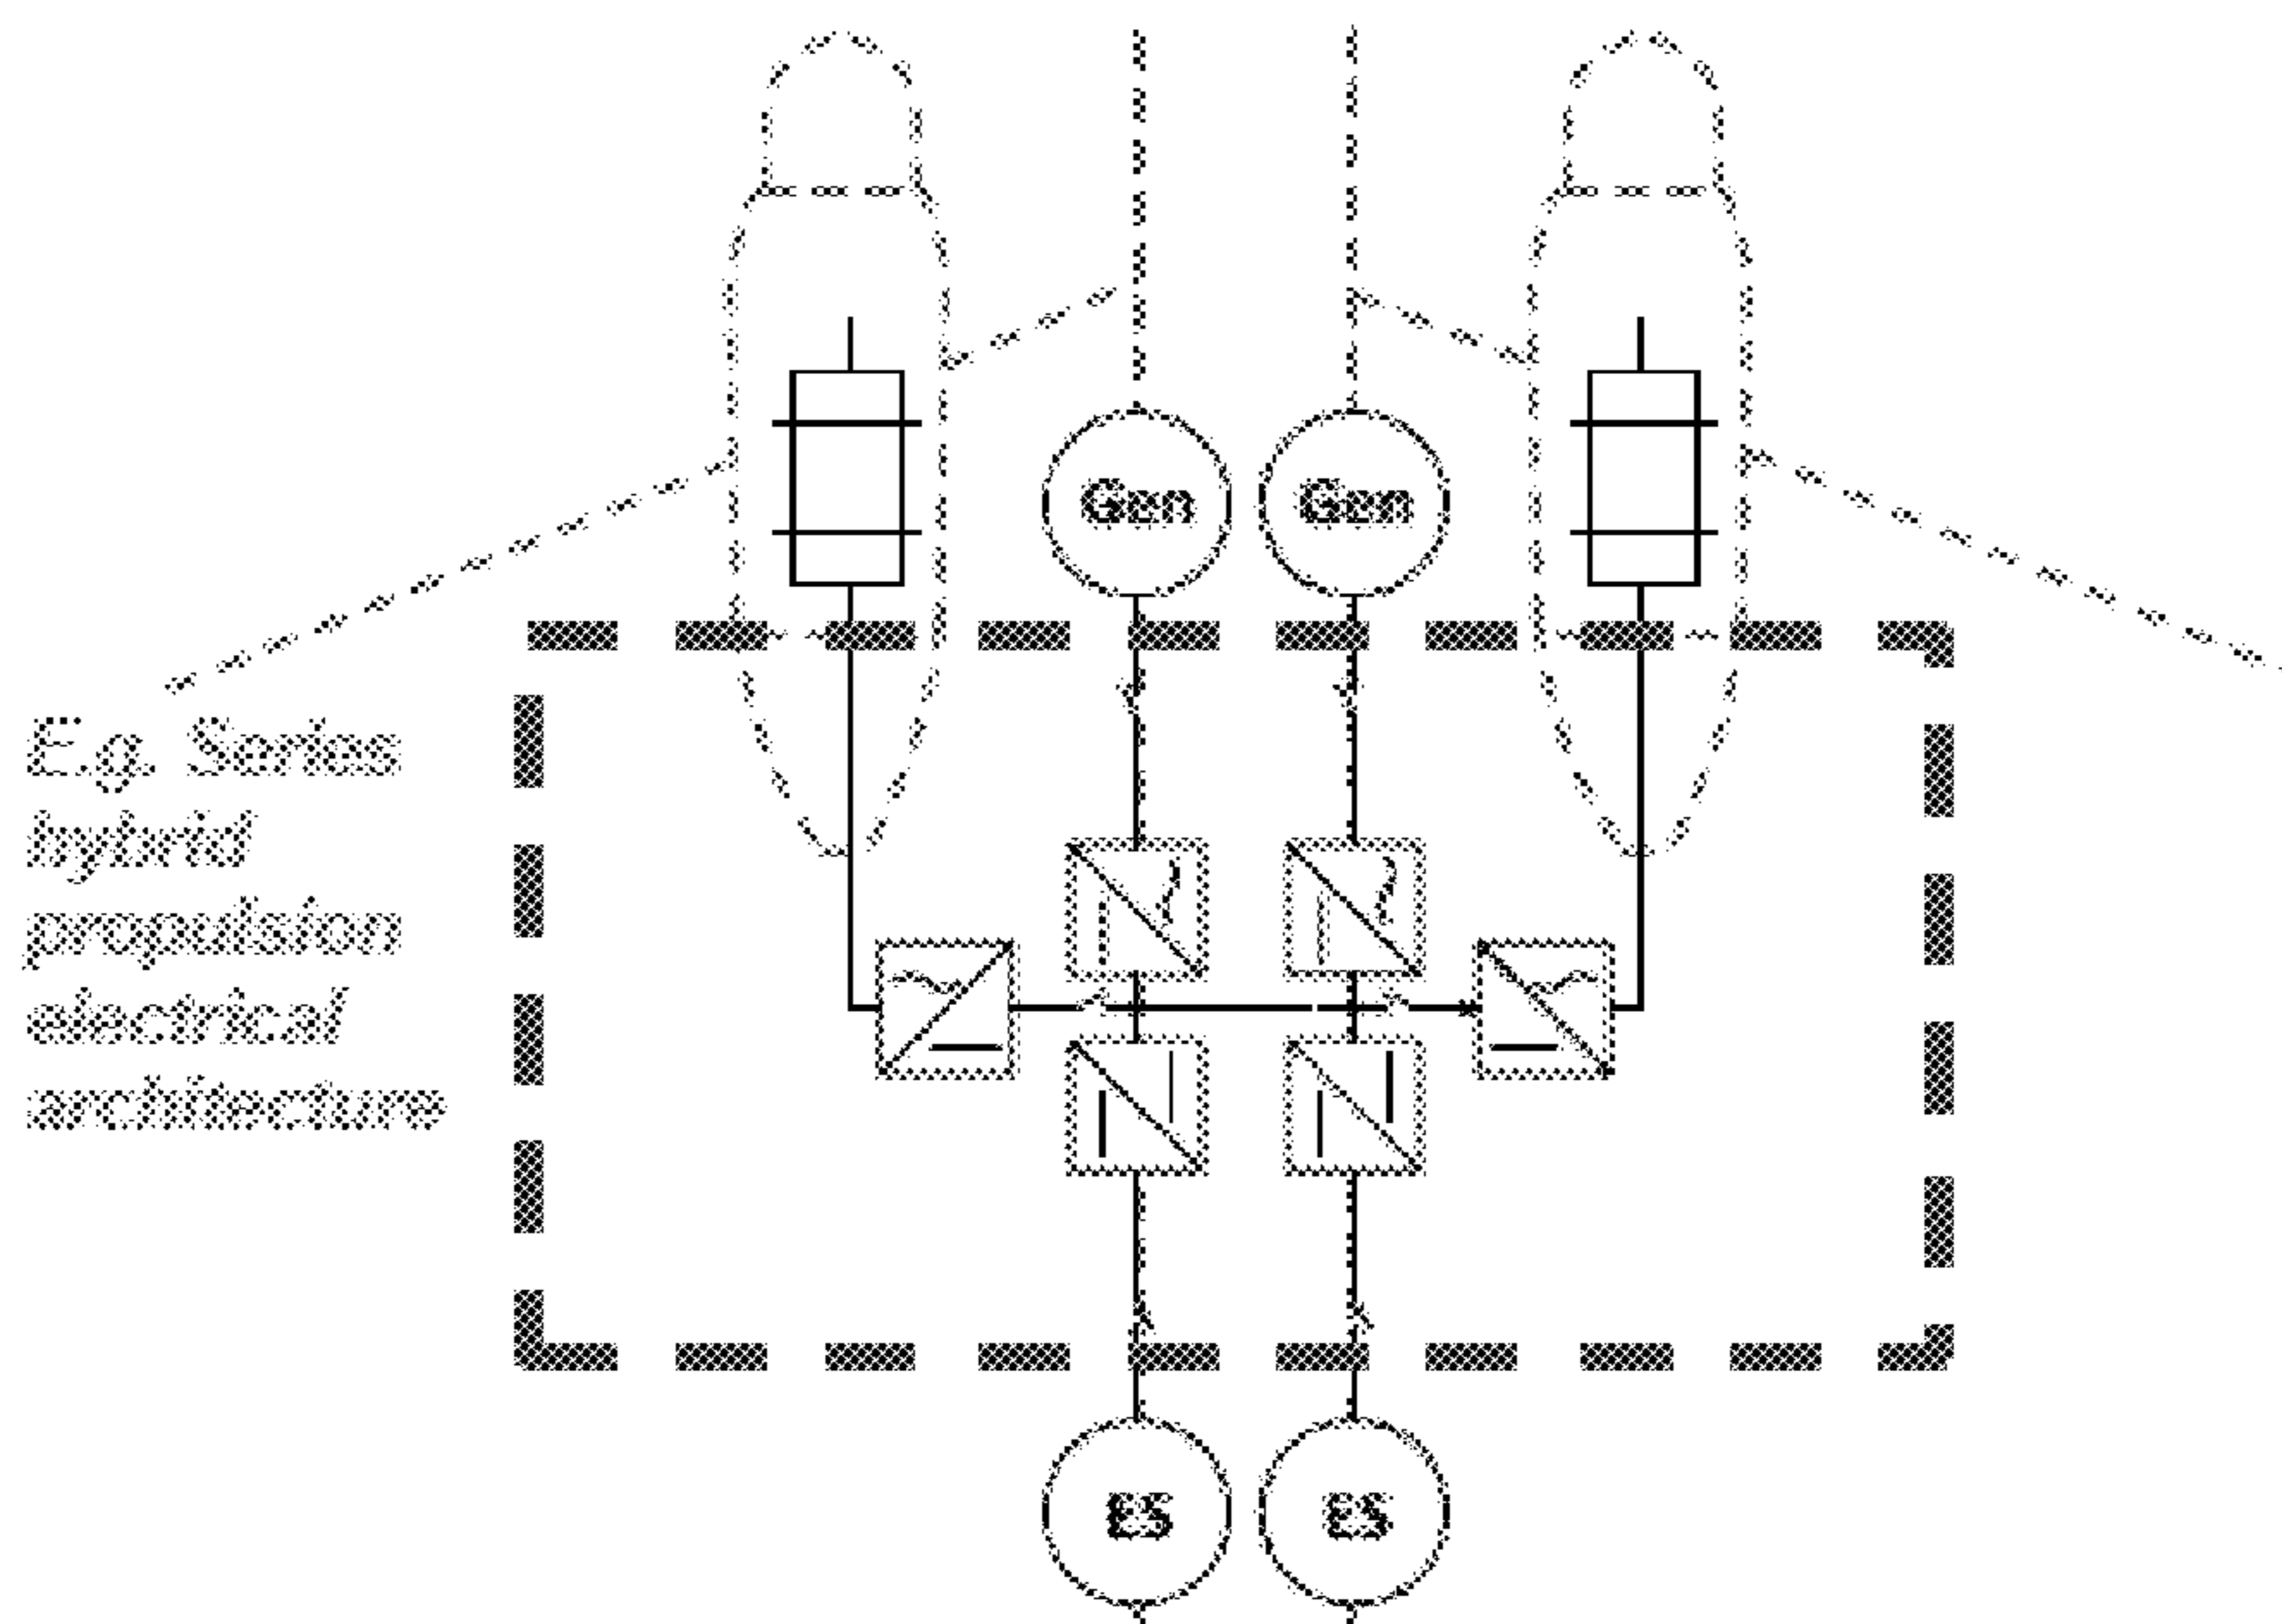 Gen Gen
E.g. Series
hybrid
propulsion
electrical
architecture
ES ES